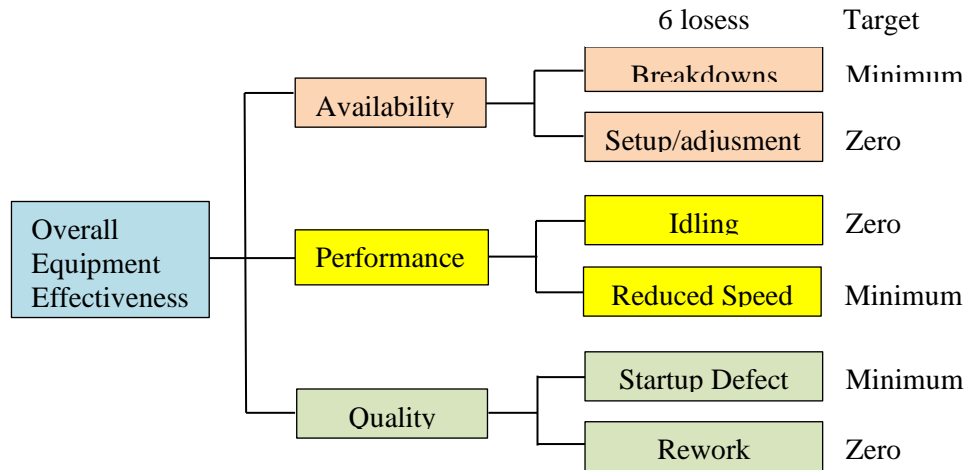 6 losess Target
Breakdowns Minimum
Availability
Setup/adjusment Zero
Overall
Equipment
Effectiveness
Idling Zero
Performance
Reduced Speed Minimum
Startup Defect Minimum
Quality
Rework Zero